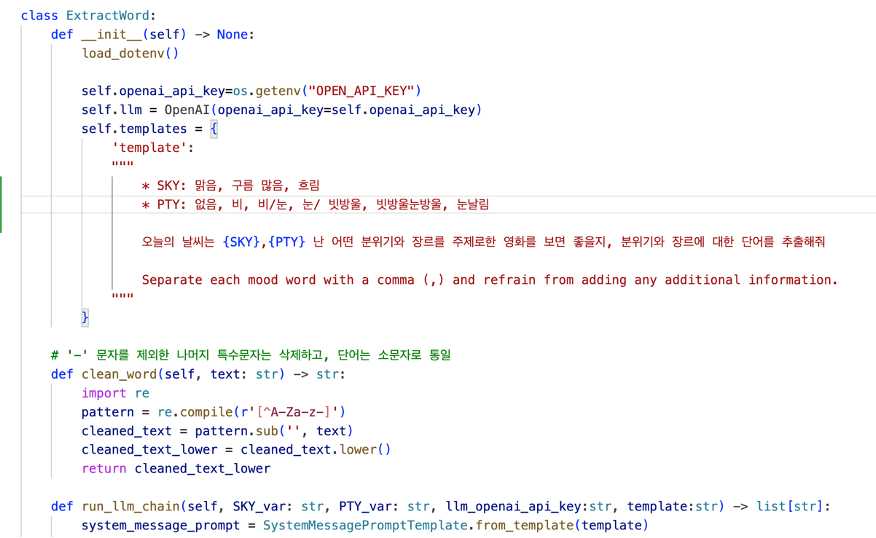 class ExtractWord:
def __init__(self) -> None:
load_dotenv()
self.openai_api_key=os.getenv("OPEN_API_KEY")
self.llm = OpenAI(openai_api_key=self.openai_api_key)
self.templates = {
'template':
"""
* SKY: 맑음, 구름 많음, 흐림
* PTY: 없음, 비, 비/눈, 눈/ 빗방울, 빗방울눈방울, 눈날림
오늘의 날씨는 {SKY},{PTY} 난 어떤 분위기와 장르를 주제로한 영화를 보면 좋을지, 분위기와 장르에 대한 단어를 추출해줘
Separate each mood word with a comma (,) and refrain from adding any additional information.
"""
}
# '-' 문자를 제외한 나머지 특수문자는 삭제하고, 단어는 소문자로 통일
def clean_word(self, text: str) -> str:
import re
pattern = re.compile(r'[^A-Za-z-]')
cleaned_text = pattern.sub('', text)
cleaned_text_lower = cleaned_text.lower()
return cleaned_text_lower
def run_llm_chain(self, SKY_var: str, PTY_var: str, llm_openai_api_key:str, template:str) -> list[str]:
system_message_prompt = SystemMessagePromptTemplate.from_template(template)